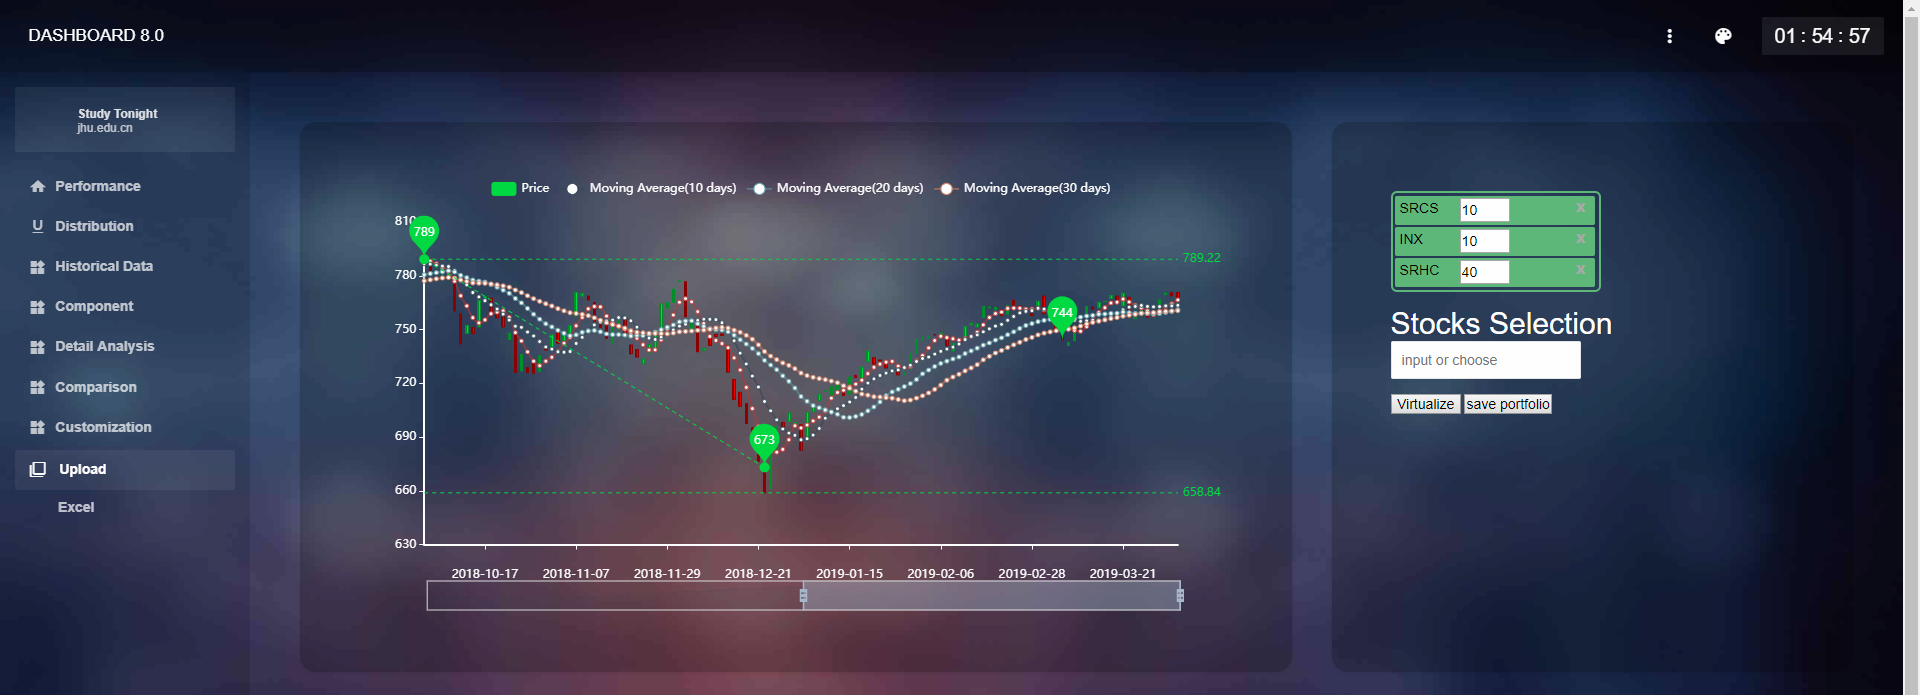 DASHBOARD 8.0
01 : 54 : 57
Study Tonight
jhu.edu.cn
Performance
Distribution
Historical Data
Component
Detail Analysis
Comparison
Customization
Upload
Excel
Price
Moving Average(10 days)
Moving Average(20 days)
Moving Average(30 days)
810
789
789.22
780
744
750
720
690
673
660
658.84
630
2018-10-17
2018-11-07
2018-11-29
2018-12-21
2019-01-15
2019-02-06
2019-02-28
2019-03-21
SRCS 10 X
INX 10 X
SRHC 40 X
Stocks Selection
input or choose
Virtualize save portfolio